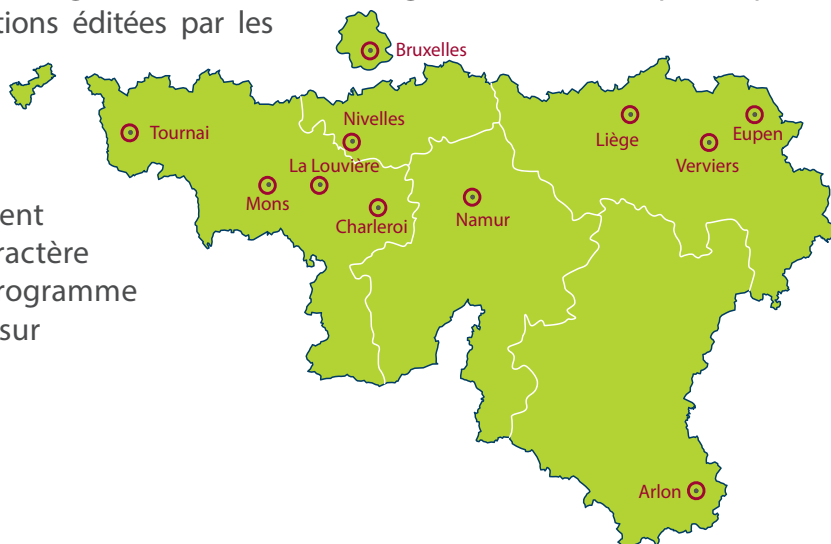 tions éditées par les
Bruxelles
Tournai
Nivelles
Liège
Eupen
Verviers
La Louvière
Mons
Charleroi
Namur
ent
ractère
rogramme
sur
Arlon